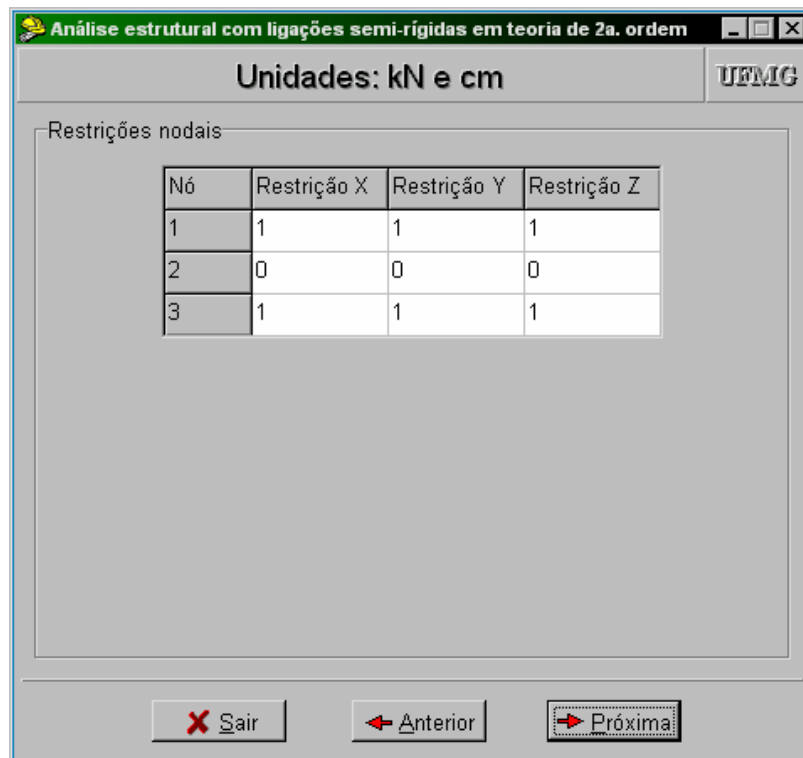 Análise estrutural com ligações semi-rígidas em teoria de 2a. ordem
Unidades: kN e cm
UFMG
Restrições nodais
Nó Restrição X Restrição Y Restrição Z
1 1 1 1
2 0 0 0
3 1 1 1
Sair Anterior Próxima